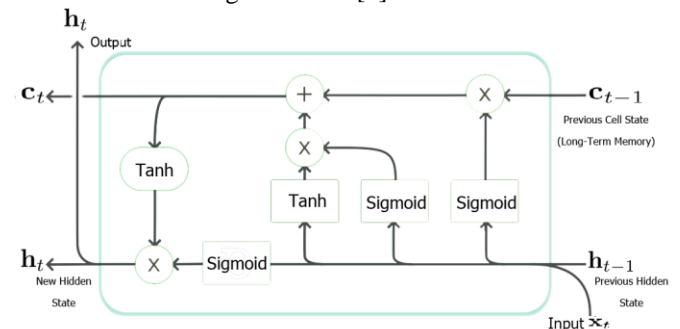 h_t
Output
c_t
+
X
c_{t−1}
Previous Cell State
(Long-Term Memory)
X
Tanh
Tanh
Sigmoid
Sigmoid
h_t
X
Sigmoid
h_{t−1}
New Hidden
State
Previous Hidden
State
Input x_t